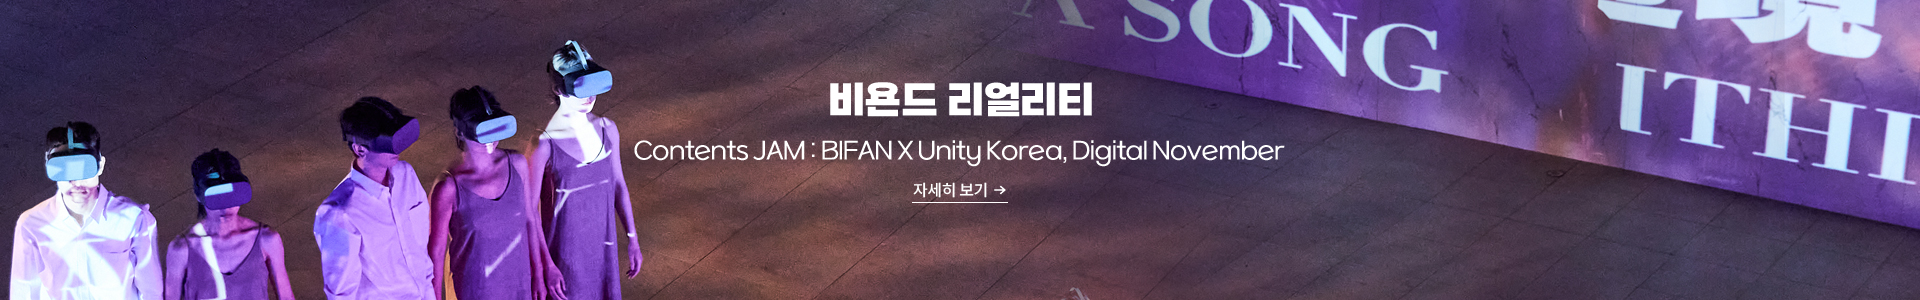 A SONG
ITHI
비욘드 리얼리티
Contents JAM : BIFAN X Unity Korea, Digital November
자세히 보기 →